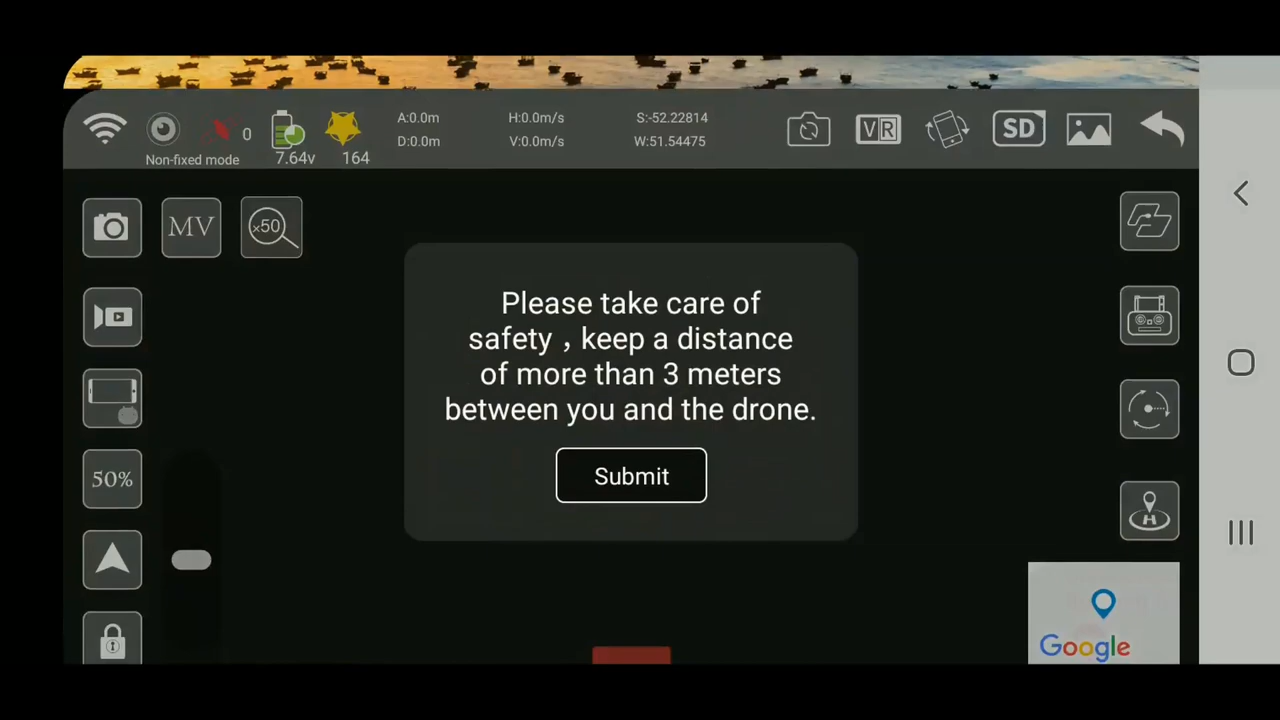 A:0.0m H:0.0m/s S:-52.22814
0 VR SD
D:0.0m V:0.0m/s W:51.54475
Non-fixed mode 7.64v 164
MV x50
Please take care of
safety , keep a distance
of more than 3 meters
between you and the drone.
Submit
50%
H
Google